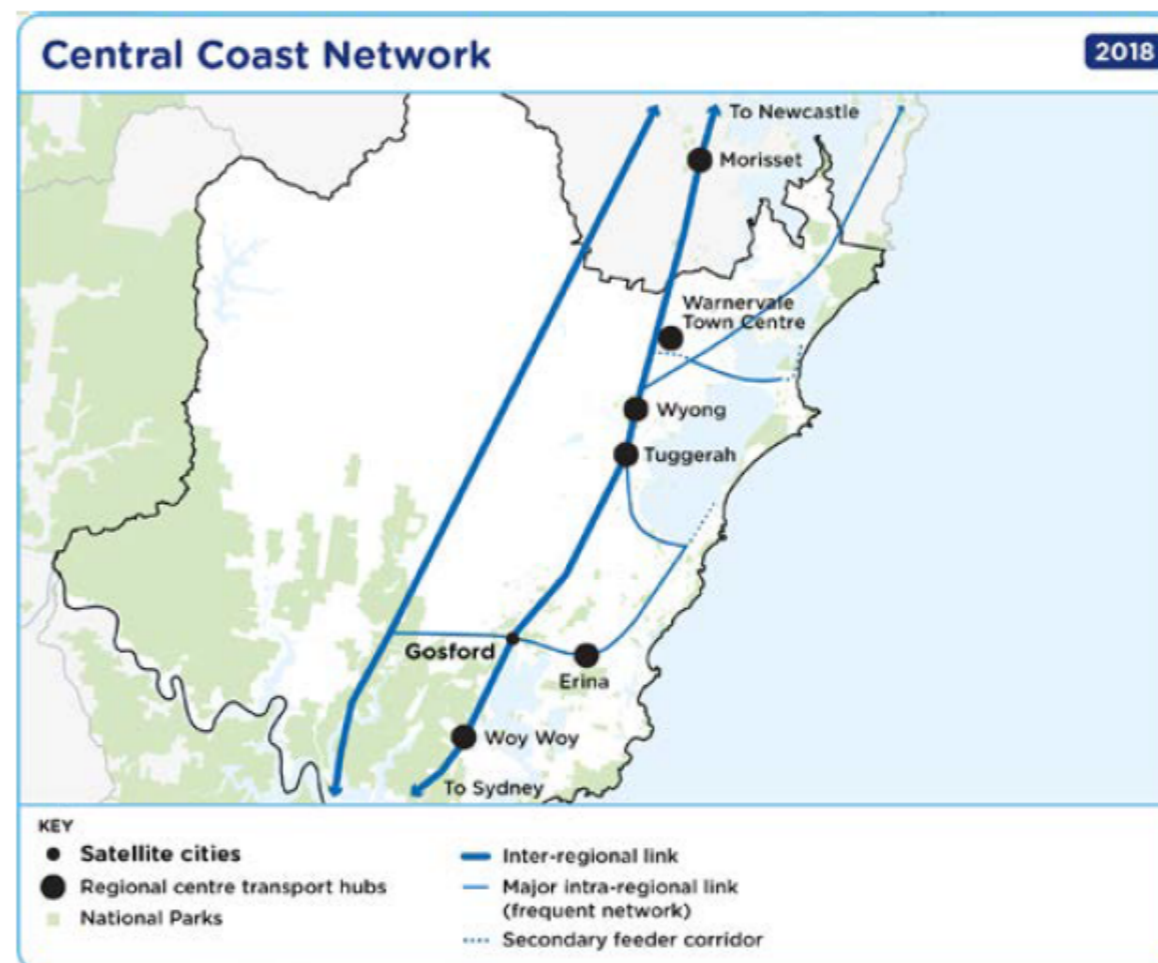 Central Coast Network
2018
To Newcastle
Morisset
Warnervale
Town Centre
Wyong
Tuggerah
Gosford
Erina
Woy Woy
To Sydney
KEY
Satellite cities
Regional centre transport hubs
National Parks
Inter-regional link
Major intra-regional link
(frequent network)
Secondary feeder corridor